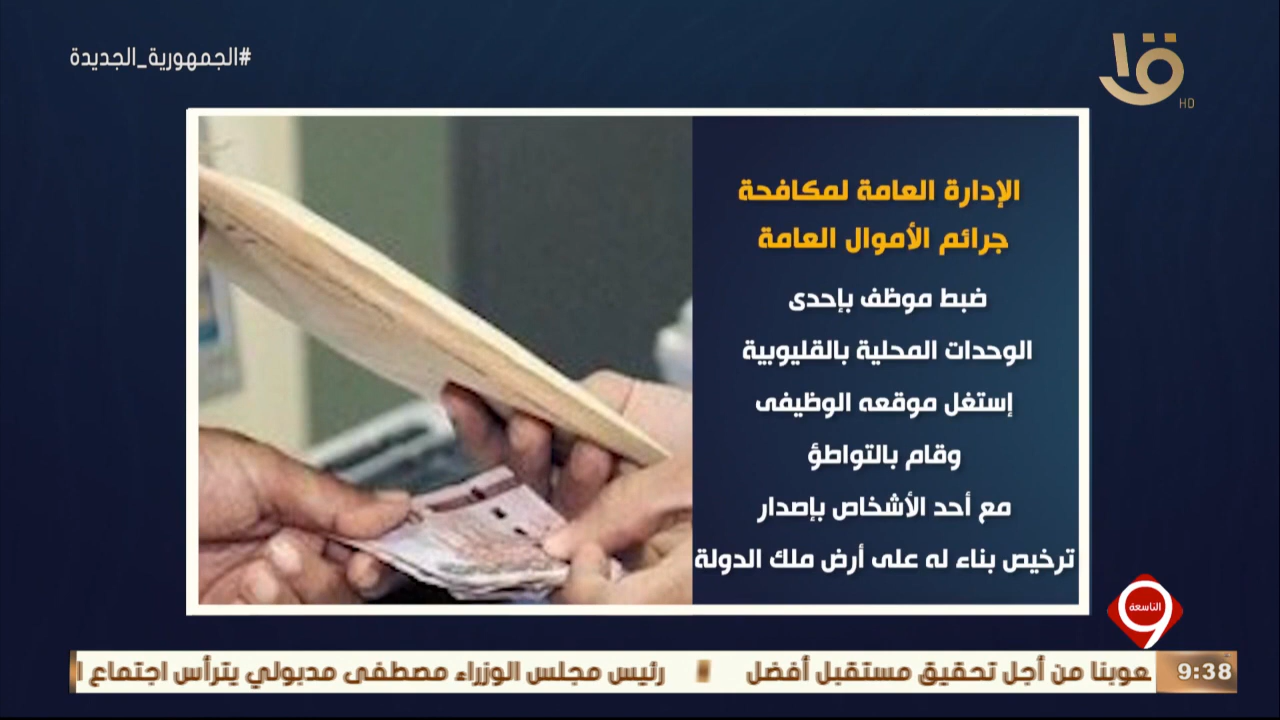 #الجمهورية_الجديدة
HD
الإدارة العامة لمكافحة
جرائم الأموال العامة
ضبط موظف بإحدى
الوحدات المحلية بالقليوبية
إستغل موقعه الوظيفى
وقام بالتواطؤ
مع أحد الأشخاص بإصدار
ترخيص بناء له على أرض ملك الدولة
التاسعة
9
9:38
من أجل تحقيق مستقبل أفضل
رئيس مجلس الوزراء مصطفى مدبولي يترأس اجتماع